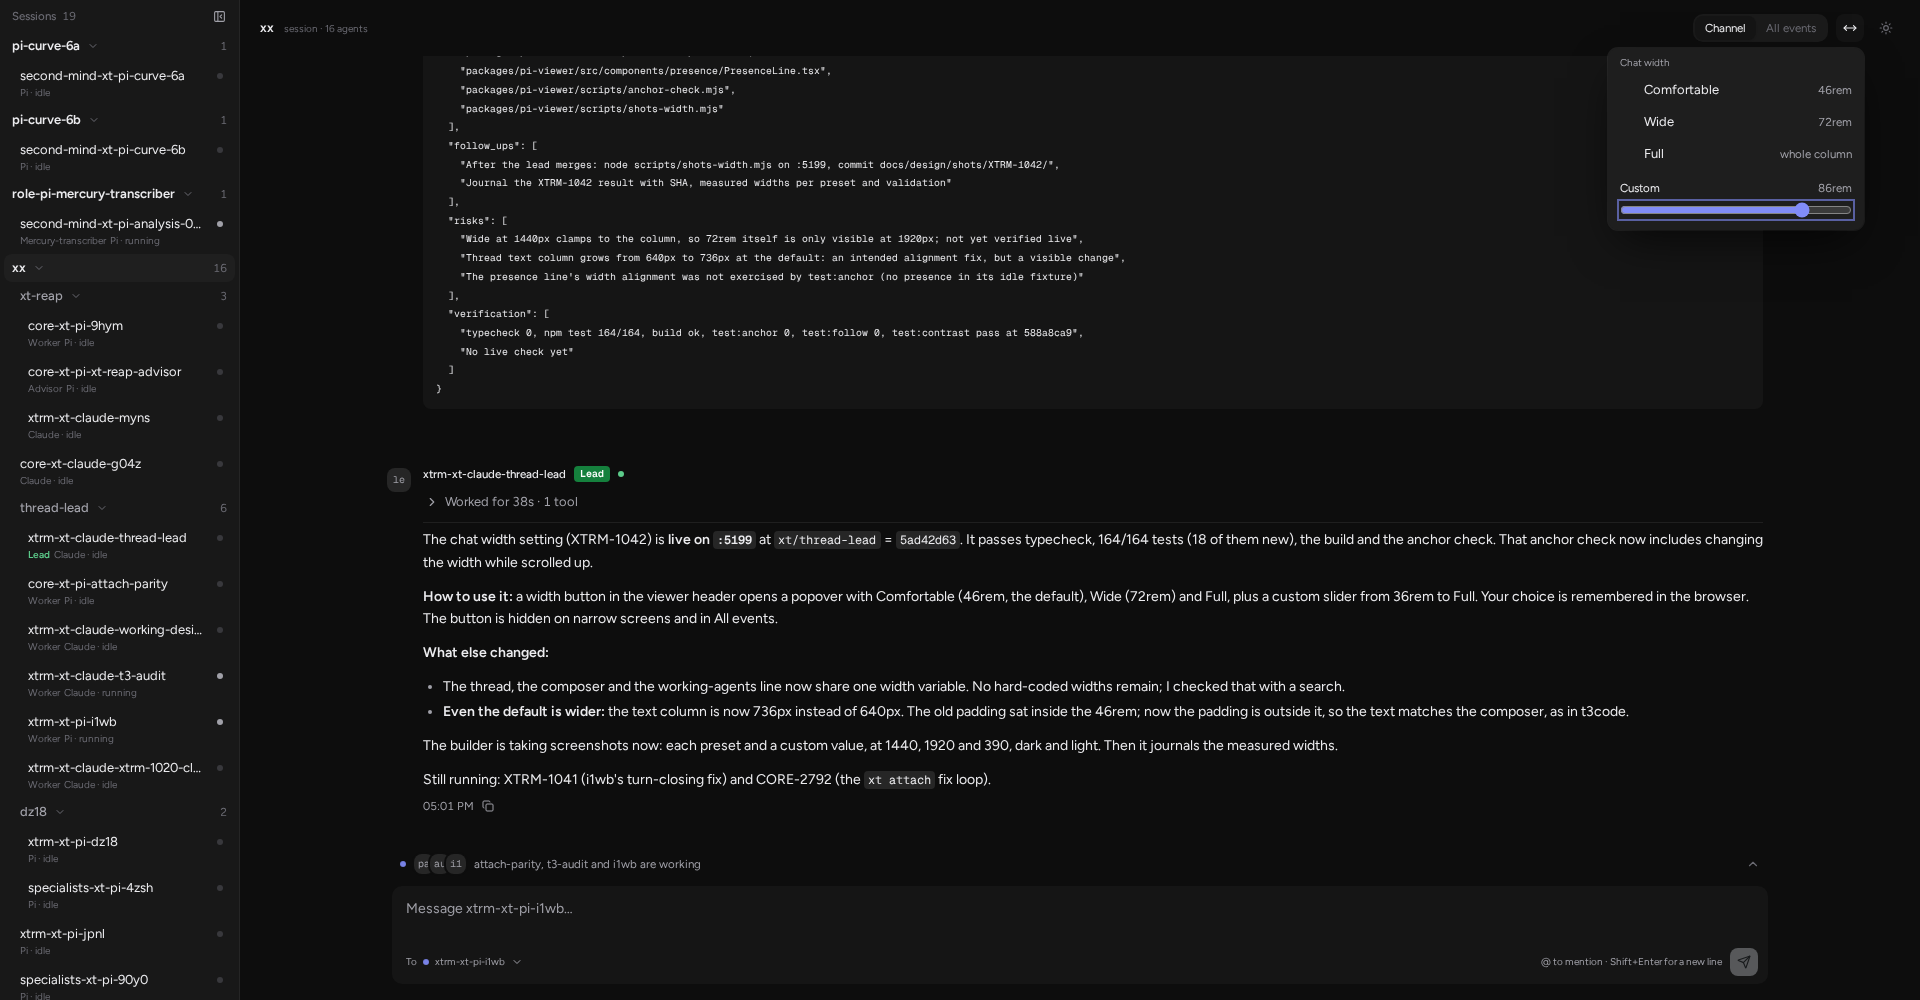 Sessions 19
pi-curve-6a 1
second-mind-xt-pi-curve-6a
Pi · idle
pi-curve-6b 1
second-mind-xt-pi-curve-6b
Pi · idle
role-pi-mercury-transcriber 1
second-mind-xt-pi-analysis-0...
Mercury-transcriber Pi · running
xx 16
xt-reap 3
core-xt-pi-9hym
Worker Pi · idle
core-xt-pi-xt-reap-advisor
Advisor Pi · idle
xtrm-xt-claude-myns
Claude · idle
core-xt-claude-g04z
Claude · idle
thread-lead 6
xtrm-xt-claude-thread-lead
Lead Claude · idle
core-xt-pi-attach-parity
Worker Pi · idle
xtrm-xt-claude-working-desi...
Worker Claude · idle
xtrm-xt-claude-t3-audit
Worker Claude · running
xtrm-xt-pi-i1wb
Worker Pi · running
xtrm-xt-claude-xtrm-1020-cl...
Worker Claude · idle
dz18 2
xtrm-xt-pi-dz18
Pi · idle
specialists-xt-pi-4zsh
Pi · idle
xtrm-xt-pi-jpnl
Pi · idle
specialists-xt-pi-90y0
Pi · idle
xx session · 16 agents
Channel All events
Chat width
Comfortable 46rem
Wide 72rem
Full whole column
Custom 86rem
"packages/pi-viewer/src/components/presence/PresenceLine.tsx",
"packages/pi-viewer/scripts/anchor-check.mjs",
"packages/pi-viewer/scripts/shots-width.mjs"
],
"follow_ups": [
"After the lead merges: node scripts/shots-width.mjs on :5199, commit docs/design/shots/XTRM-1042/",
"Journal the XTRM-1042 result with SHA, measured widths per preset and validation"
],
"risks": [
"Wide at 1440px clamps to the column, so 72rem itself is only visible at 1920px; not yet verified live",
"Thread text column grows from 640px to 736px at the default: an intended alignment fix, but a visible change",
"The presence line's width alignment was not exercised by test:anchor (no presence in its idle fixture)"
],
"verification": [
"typecheck 0, npm test 164/164, build ok, test:anchor 0, test:follow 0, test:contrast pass at 588a8ca9",
"No live check yet"
]
}
le xtrm-xt-claude-thread-lead Lead
Worked for 38s · 1 tool
The chat width setting (XTRM-1042) is live on :5199 at xt/thread-lead = 5ad42d63. It passes typecheck, 164/164 tests (18 of them new), the build and the anchor check. That anchor check now includes changing
the width while scrolled up.
How to use it: a width button in the viewer header opens a popover with Comfortable (46rem, the default), Wide (72rem) and Full, plus a custom slider from 36rem to Full. Your choice is remembered in the browser.
The button is hidden on narrow screens and in All events.
What else changed:
• The thread, the composer and the working-agents line now share one width variable. No hard-coded widths remain; I checked that with a search.
• Even the default is wider: the text column is now 736px instead of 640px. The old padding sat inside the 46rem; now the padding is outside it, so the text matches the composer, as in t3code.
The builder is taking screenshots now: each preset and a custom value, at 1440, 1920 and 390, dark and light. Then it journals the measured widths.
Still running: XTRM-1041 (i1wb's turn-closing fix) and CORE-2792 (the xt attach fix loop).
05:01 PM
pa au i1 attach-parity, t3-audit and i1wb are working
Message xtrm-xt-pi-i1wb...
To xtrm-xt-pi-i1wb @ to mention · Shift+Enter for a new line